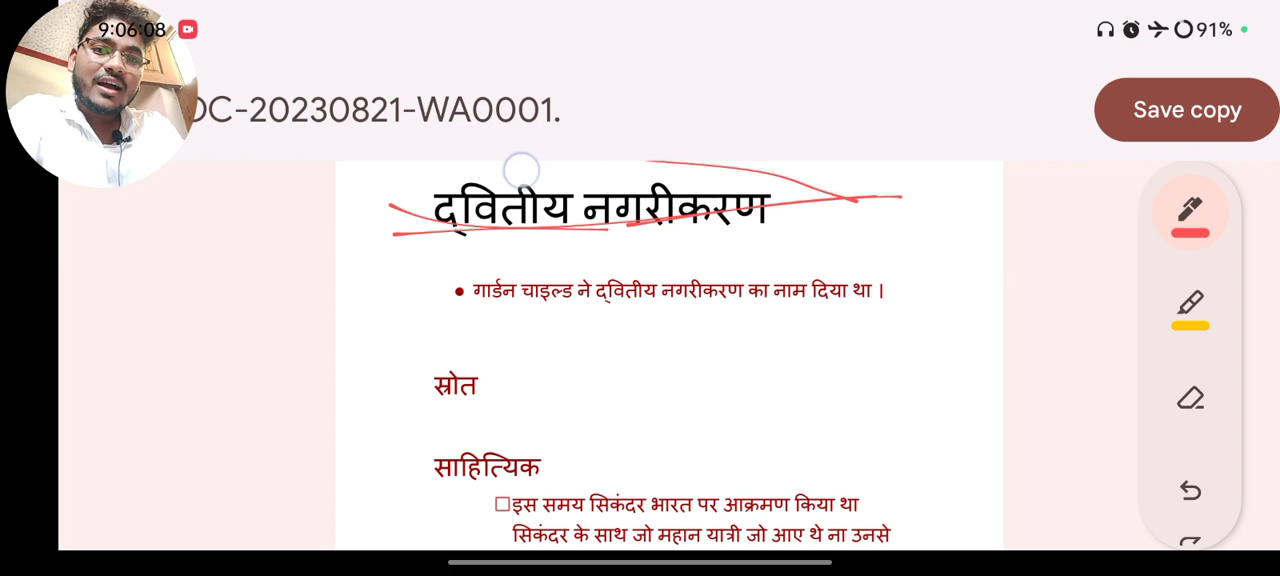 9:06:08
91%
OC-20230821-WA0001.
Save copy
द्वितीय नगरीकरण
● गार्डन चाइल्ड ने द्वितीय नगरीकरण का नाम दिया था ।
स्रोत
साहित्यिक
□इस समय सिकंदर भारत पर आक्रमण किया था
सिकंदर के साथ जो महान यात्री जो आए थे ना उनसे